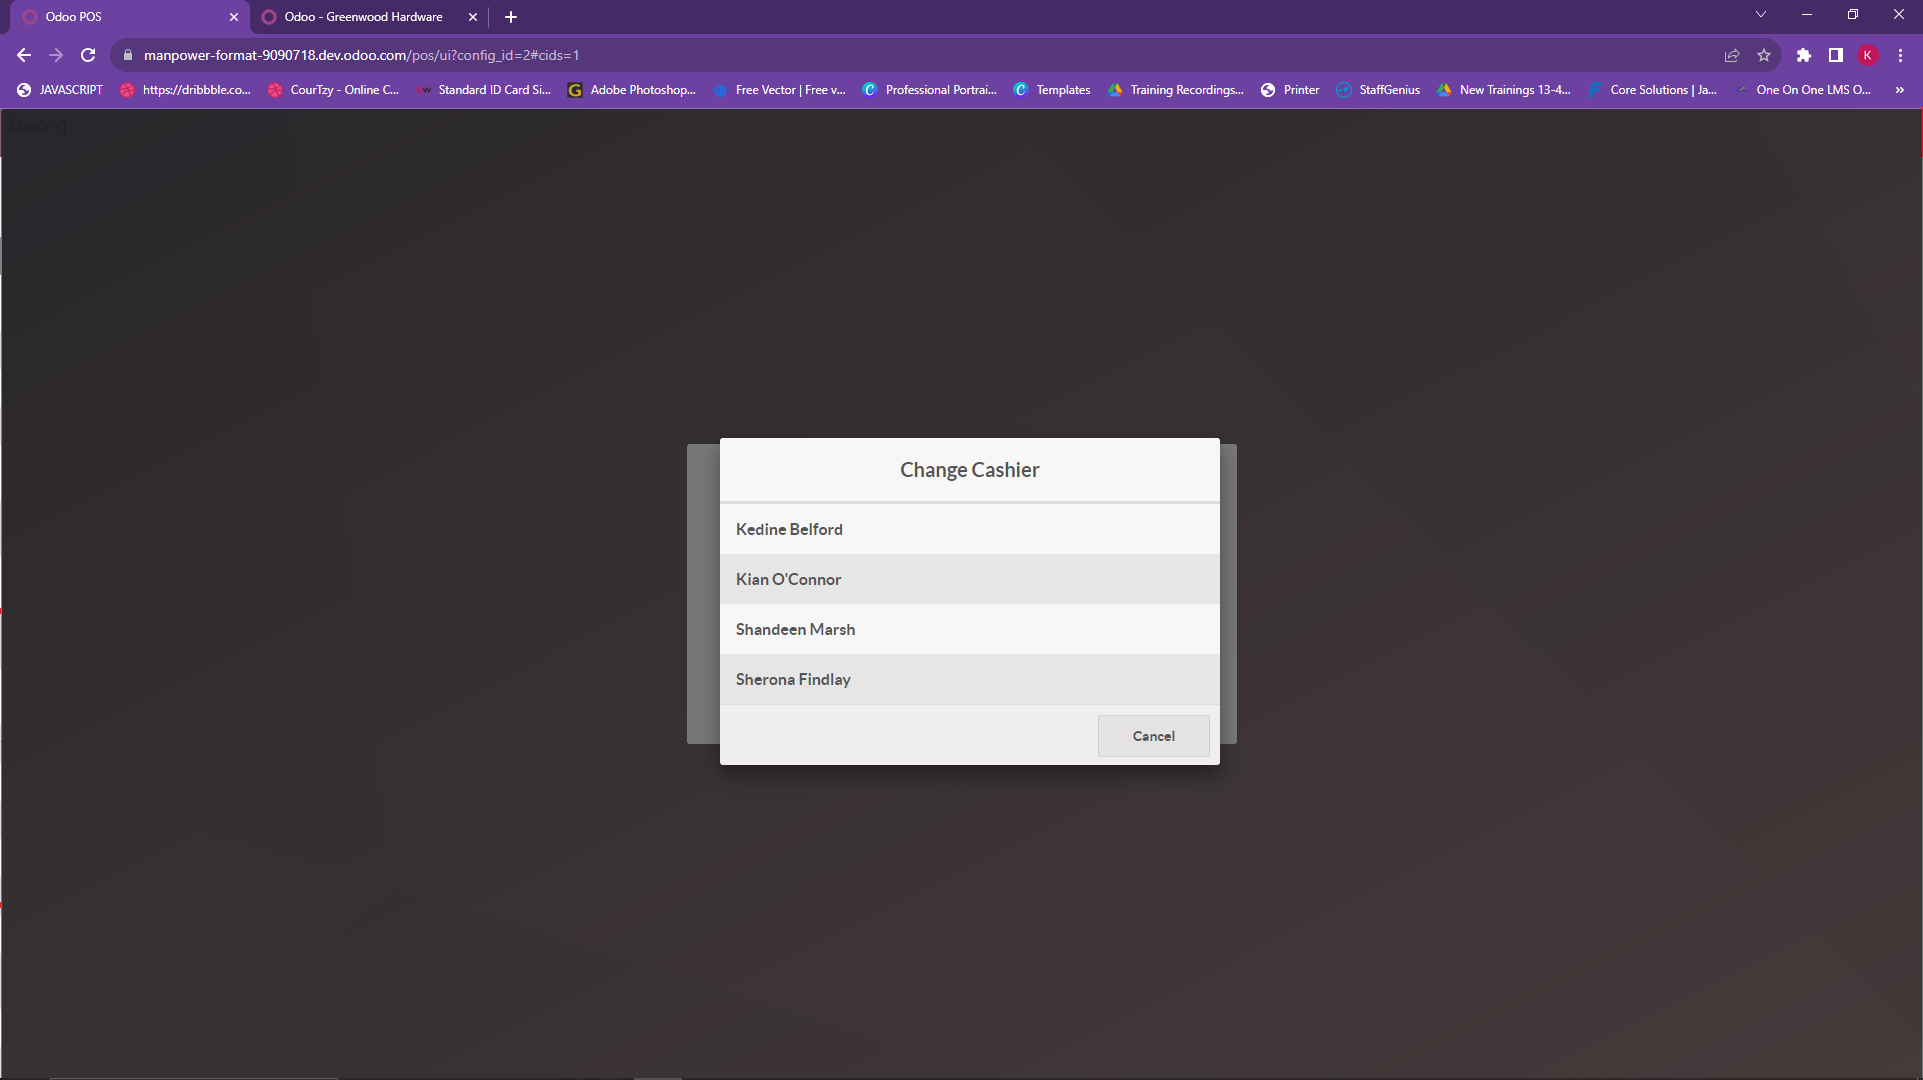 Odoo POS
Odoo - Greenwood Hardware
manpower-format-9090718.dev.odoo.com/pos/ui?config_id=2#cids=1
K
JAVASCRIPT
https://dribbble.co...
CourTzy - Online C...
Standard ID Card Si...
Adobe Photoshop...
Free Vector | Free v...
Professional Portrai...
Templates
Training Recordings...
Printer
StaffGenius
New Trainings 13-4...
Core Solutions | Ja...
One On One LMS O...
Loading
Change Cashier
Kedine Belford
Kian O'Connor
Shandeen Marsh
Sherona Findlay
Cancel